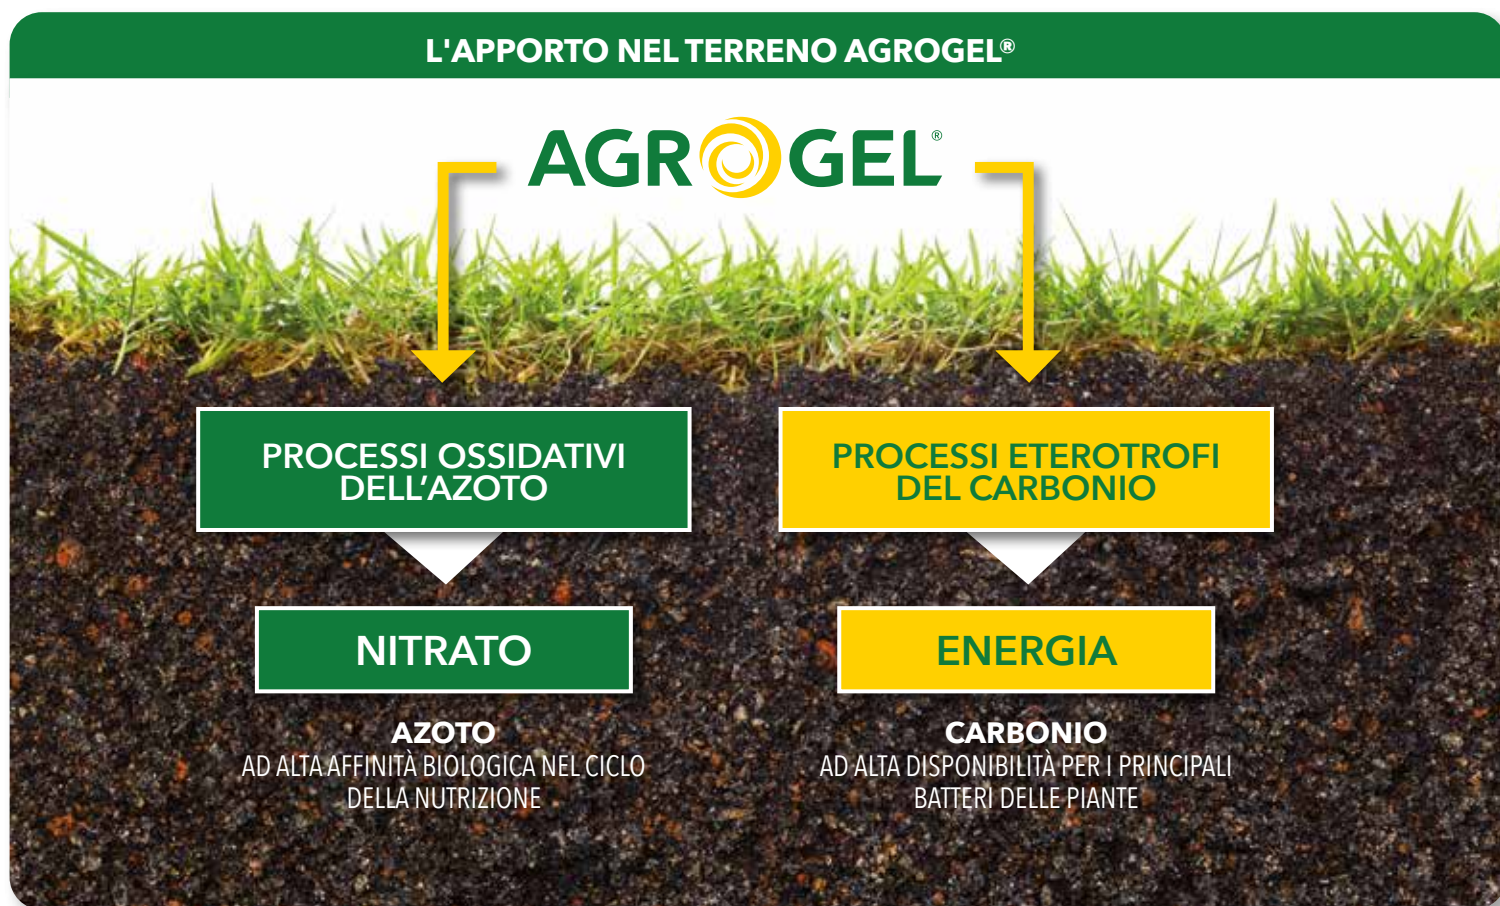 L'APPORTO NEL TERRENO AGROGEL®
AGROGEL®
PROCESSI OSSIDATIVI
DELL’AZOTO
PROCESSI ETEROTROFI
DEL CARBONIO
NITRATO
ENERGIA
AZOTO
AD ALTA AFFINITÀ BIOLOGICA NEL CICLO
DELLA NUTRIZIONE
CARBONIO
AD ALTA DISPONIBILITÀ PER I PRINCIPALI
BATTERI DELLE PIANTE